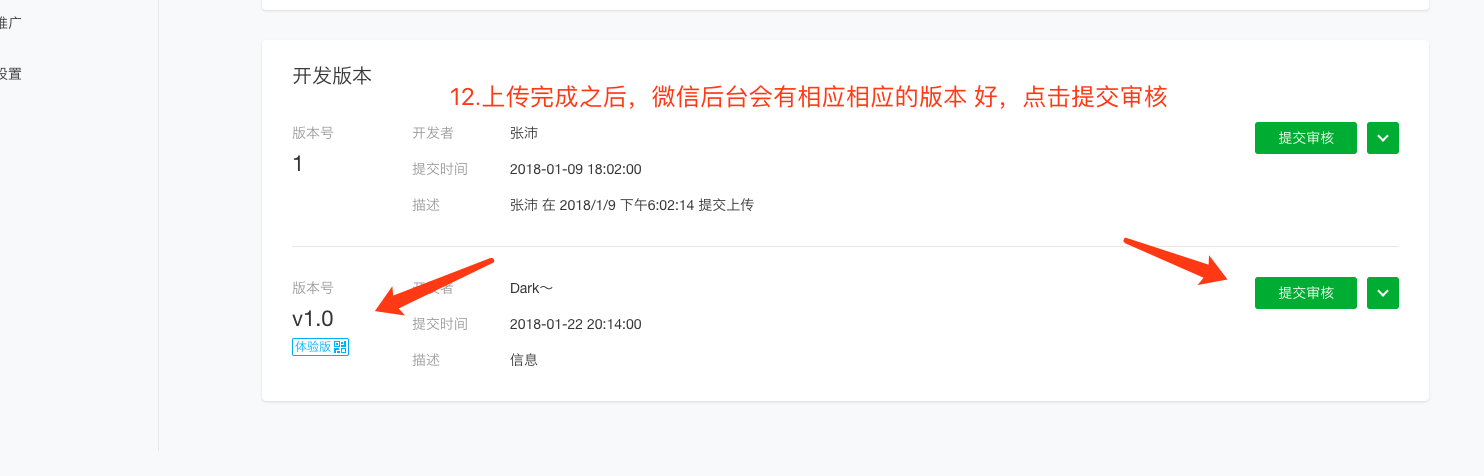 推广
设置
开发版本
12.上传完成之后，微信后台会有相应相应的版本 好，点击提交审核
版本号
1
开发者 张沛
提交时间 2018-01-09 18:02:00
描述 张沛 在 2018/1/9 下午6:02:14 提交上传
提交审核
版本号
v1.0
体验版
开发者 Dark～
提交时间 2018-01-22 20:14:00
描述 信息
提交审核